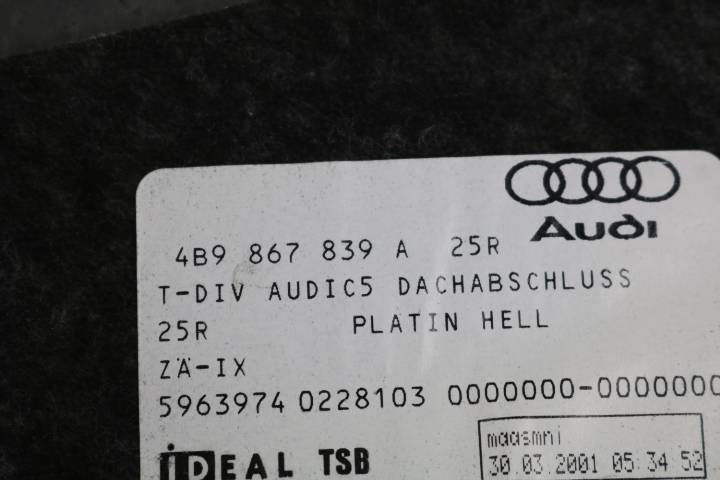 Audi
4B9 867 839 A 25R
T-DIV AUDIC5 DACHABSCHLUSS
25R PLATIN HELL
ZÄ-IX
5963974 0228103 0000000-0000000
iDEAL TSB
maasmni
30.03.2001 05:34 52